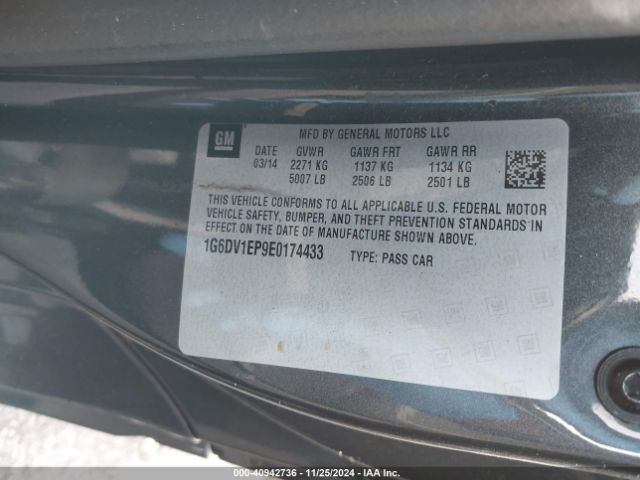 GM
MFD BY GENERAL MOTORS LLC
DATE GVWR GAWR FRT GAWR RR
03/14 2271 KG 1137 KG 1134 KG
5007 LB 2506 LB 2501 LB
THIS VEHICLE CONFORMS TO ALL APPLICABLE U.S. FEDERAL MOTOR
VEHICLE SAFETY, BUMPER, AND THEFT PREVENTION STANDARDS IN
EFFECT ON THE DATE OF MANUFACTURE SHOWN ABOVE.
1G6DV1EP9E0174433 TYPE: PASS CAR
000-40942736 - 11/25/2024 - IAA Inc.